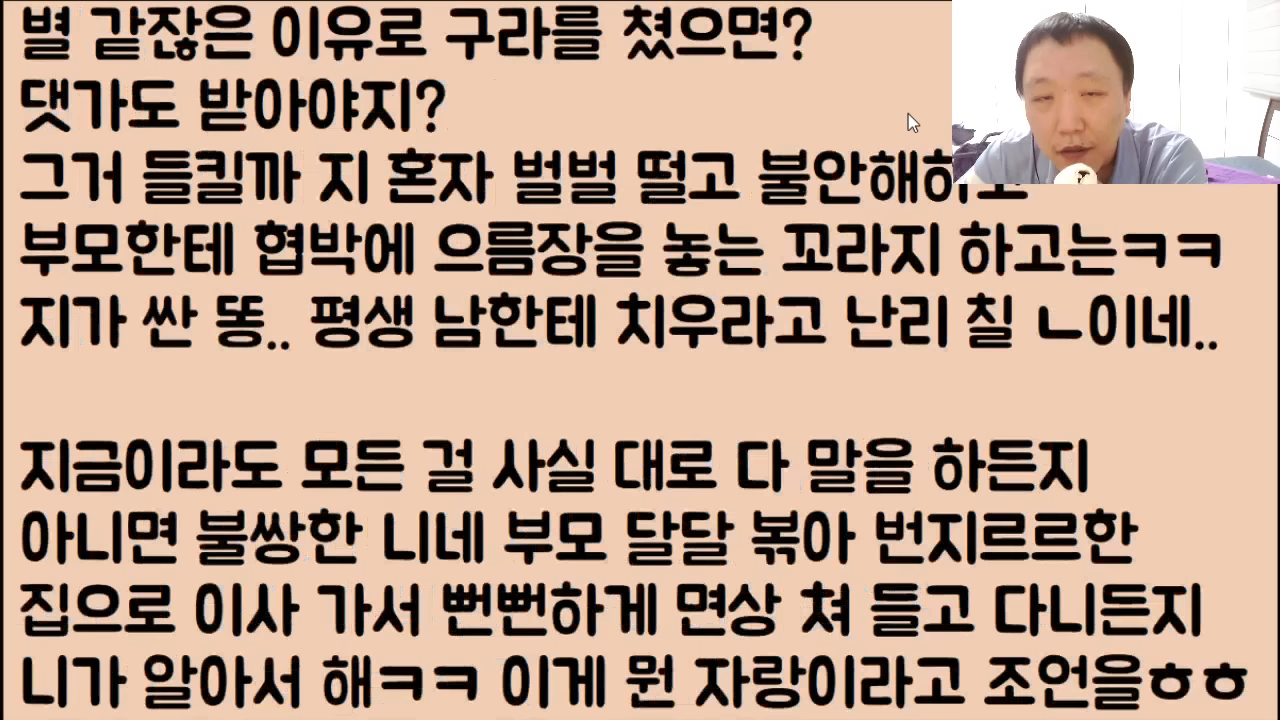 별 같잖은 이유로 구라를 쳤으면?
댓가도 받아야지?
그거 들킬까 지 혼자 벌벌 떨고 불안해하고
부모한테 협박에 으름장을 놓는 꼬라지 하고는ㅋㅋ
지가 싼 똥.. 평생 남한테 치우라고 난리 칠 ㄴ이네..
지금이라도 모든 걸 사실 대로 다 말을 하든지
아니면 불쌍한 니네 부모 달달 볶아 번지르르한
집으로 이사 가서 뻔뻔하게 면상 쳐 들고 다니든지
니가 알아서 해ㅋㅋ 이게 뭔 자랑이라고 조언을ㅎㅎ